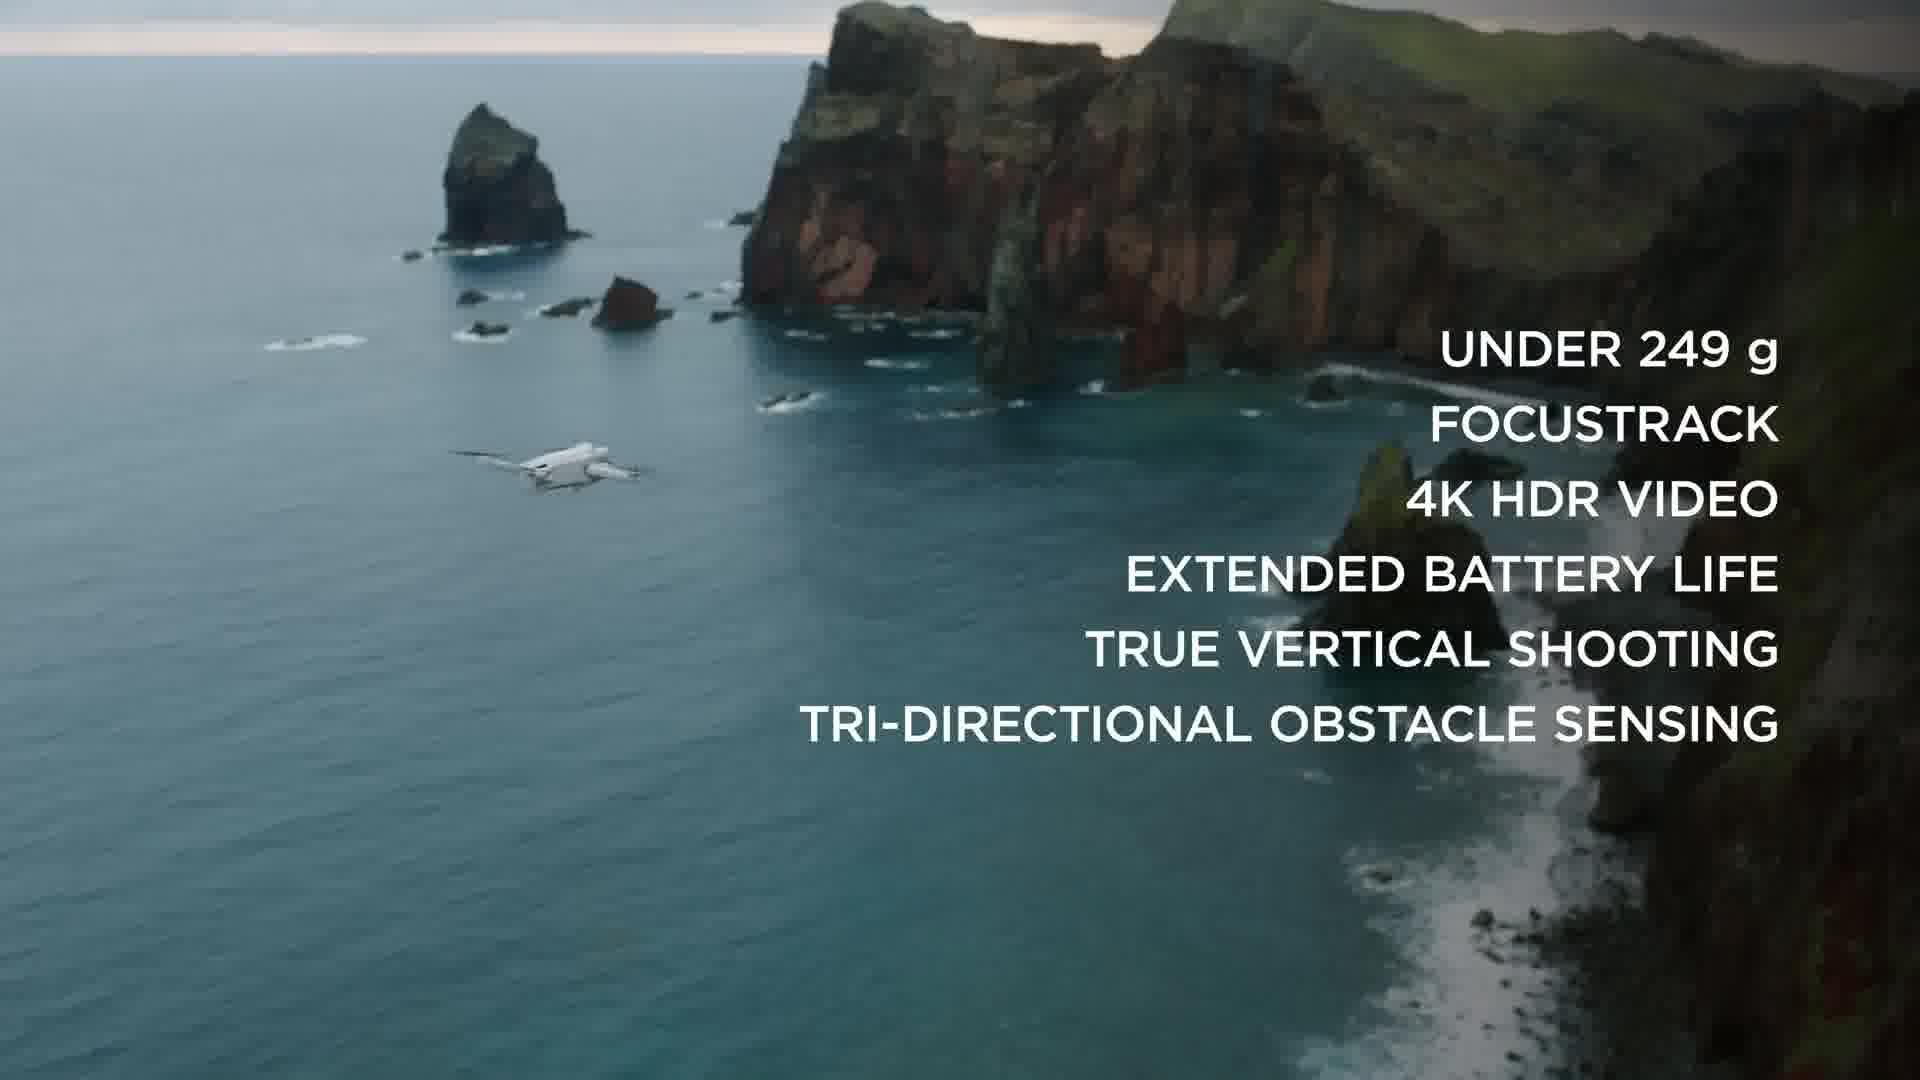 UNDER 249 g
FOCUSTRACK
4K HDR VIDEO
EXTENDED BATTERY LIFE
TRUE VERTICAL SHOOTING
TRI-DIRECTIONAL OBSTACLE SENSING